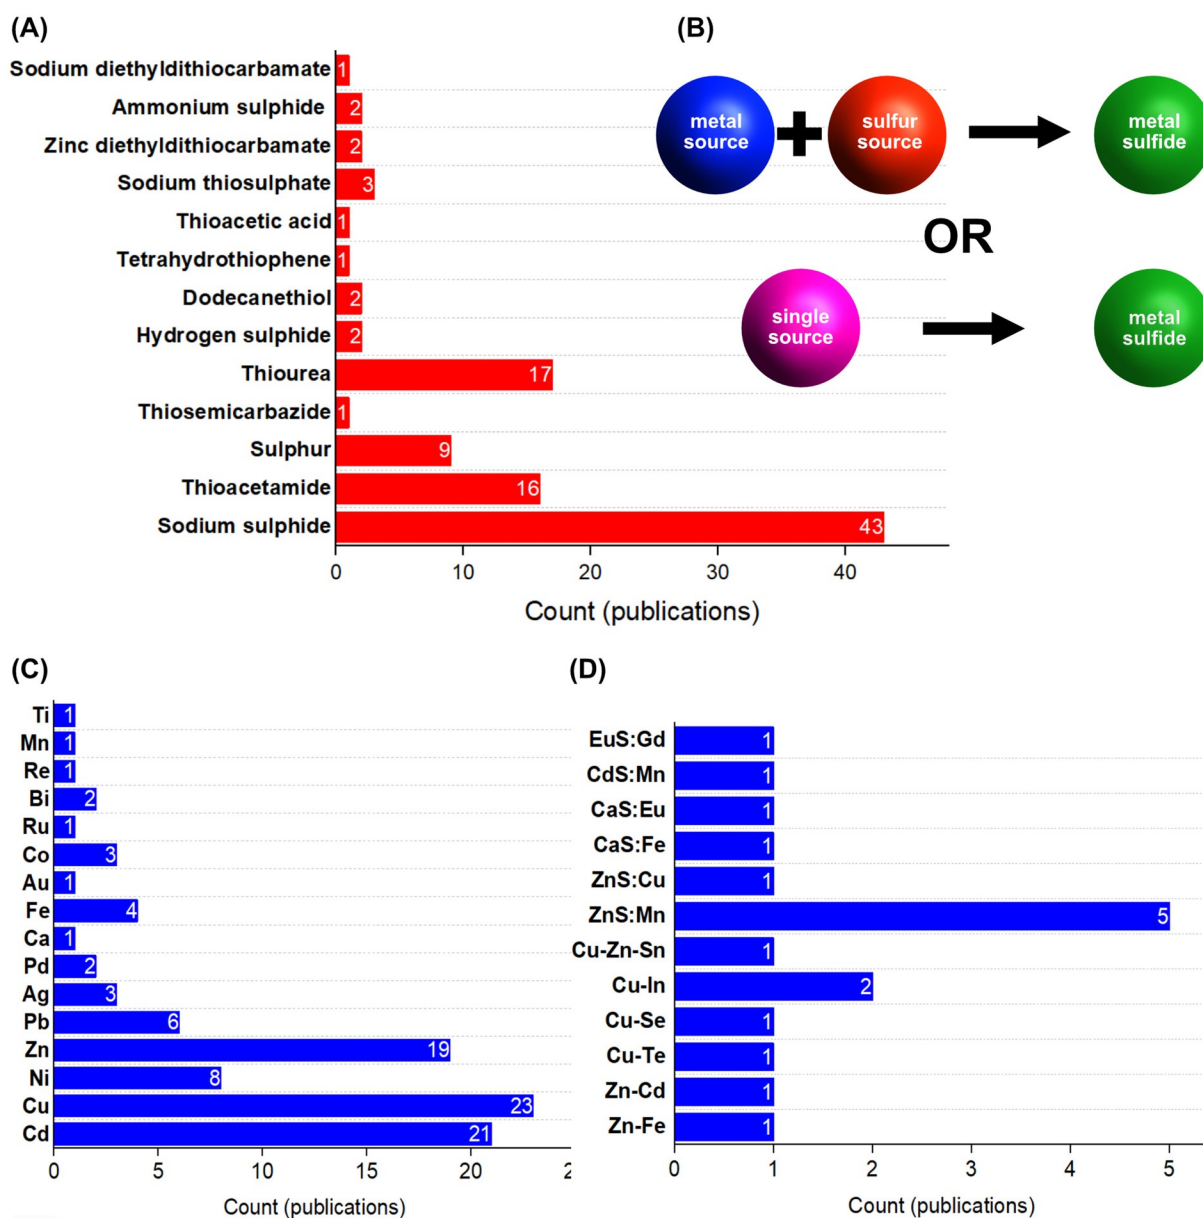 (A)
Sodium diethyldithiocarbamate 1
Ammonium sulphide 2
Zinc diethyldithiocarbamate 2
Sodium thiosulphate 3
Thioacetic acid 1
Tetrahydrothiophene 1
Dodecanethiol 2
Hydrogen sulphide 2
Thiourea 17
Thiosemicarbazide 1
Sulphur 9
Thioacetamide 16
Sodium sulphide 43
0 10 20 30 40
Count (publications)
(B)
metal
source
+
sulfur
source
metal
sulfide
OR
single
source
metal
sulfide
(C)
Ti 1
Mn 1
Re 1
Bi 2
Ru 1
Co 3
Au 1
Fe 4
Ca 1
Pd 2
Ag 3
Pb 6
Zn 19
Ni 8
Cu 23
Cd 21
0 5 10 15 20 2
Count (publications)
(D)
EuS:Gd 1
CdS:Mn 1
CaS:Eu 1
CaS:Fe 1
ZnS:Cu 1
ZnS:Mn 5
Cu-Zn-Sn 1
Cu-In 2
Cu-Se 1
Cu-Te 1
Zn-Cd 1
Zn-Fe 1
0 1 2 3 4 5
Count (publications)